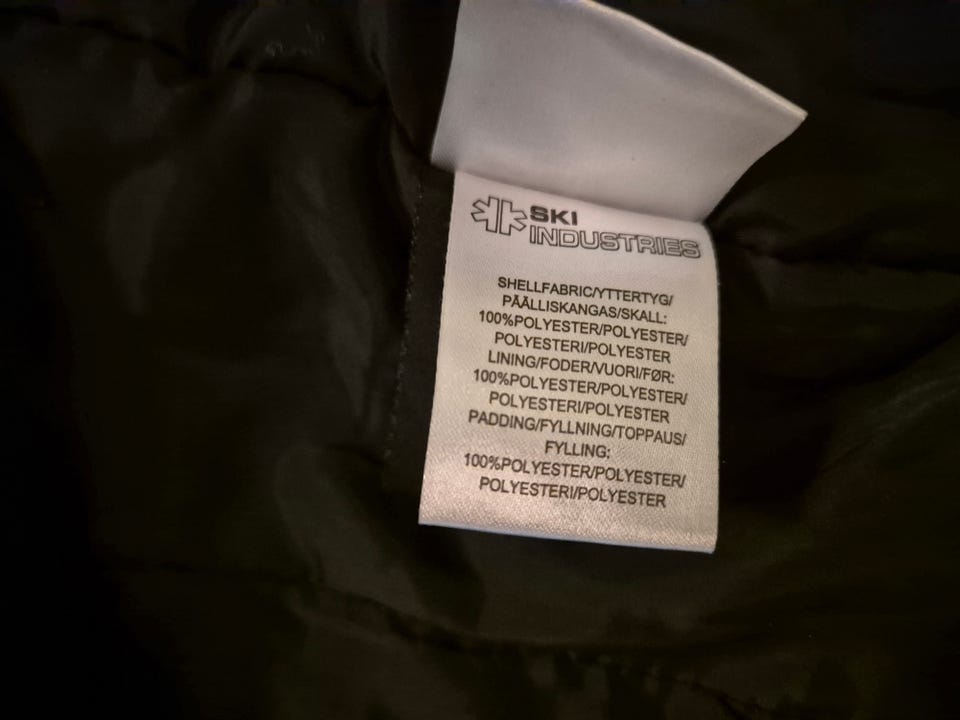 SKI
INDUSTRIES
SHELLFABRIC/YTTERTYG/
PÄÄLLISKANGAS/SKALL:
100%POLYESTER/POLYESTER/
POLYESTERI/POLYESTER
LINING/FODER/VUORI/FØR:
100%POLYESTER/POLYESTER/
POLYESTERI/POLYESTER
PADDING/FYLLNING/TOPPAUS/
FYLLING:
100%POLYESTER/POLYESTER/
POLYESTERI/POLYESTER